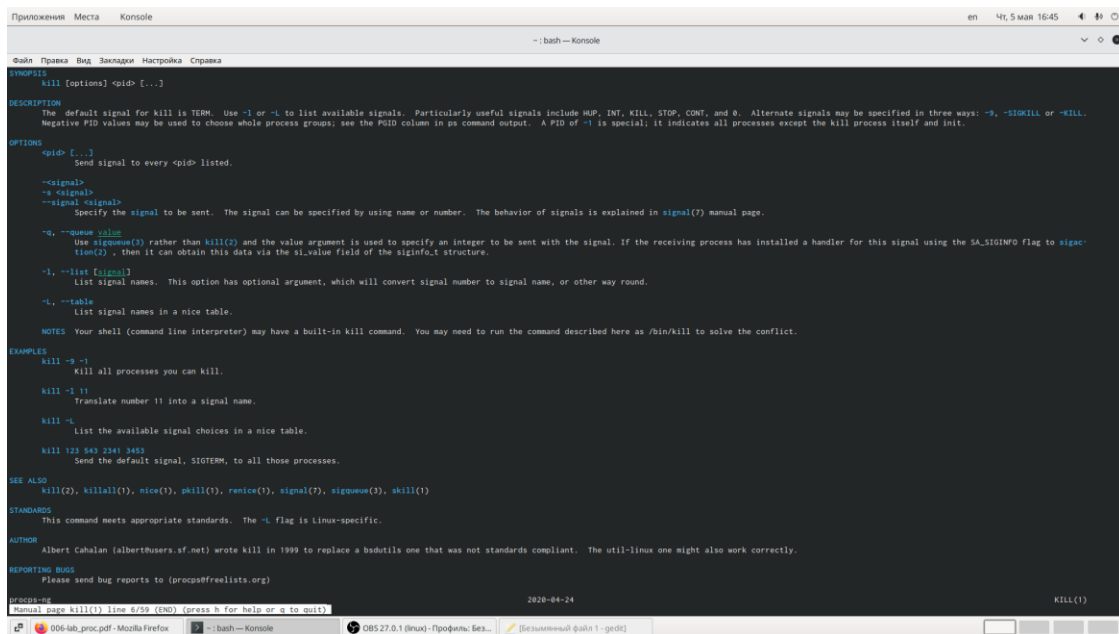 Приложения Места Konsole en Чт, 5 мая 16:45
~ : bash — Konsole
Файл Правка Вид Закладки Настройка Справка
SYNOPSIS
kill [options] <pid> [...]
DESCRIPTION
The default signal for kill is TERM. Use -l or -L to list available signals. Particularly useful signals include HUP, INT, KILL, STOP, CONT, and 0. Alternate signals may be specified in three ways: -9, -SIGKILL or -KILL.
Negative PID values may be used to choose whole process groups; see the PGID column in ps command output. A PID of -1 is special; it indicates all processes except the kill process itself and init.
OPTIONS
<pid> [...]
Send signal to every <pid> listed.
-<signal>
-s <signal>
--signal <signal>
Specify the signal to be sent. The signal can be specified by using name or number. The behavior of signals is explained in signal(7) manual page.
-q, --queue value
Use sigqueue(3) rather than kill(2) and the value argument is used to specify an integer to be sent with the signal. If the receiving process has installed a handler for this signal using the SA_SIGINFO flag to sigac-
tion(2) , then it can obtain this data via the si_value field of the siginfo_t structure.
-l, --list [signal]
List signal names. This option has optional argument, which will convert signal number to signal name, or other way round.
-L, --table
List signal names in a nice table.
NOTES Your shell (command line interpreter) may have a built-in kill command. You may need to run the command described here as /bin/kill to solve the conflict.
EXAMPLES
kill -9 -1
Kill all processes you can kill.
kill -l 11
Translate number 11 into a signal name.
kill -L
List the available signal choices in a nice table.
kill 123 543 2341 3453
Send the default signal, SIGTERM, to all those processes.
SEE ALSO
kill(2), killall(1), nice(1), pkill(1), renice(1), signal(7), sigqueue(3), skill(1)
STANDARDS
This command meets appropriate standards. The -L flag is Linux-specific.
AUTHOR
Albert Cahalan (albert@users.sf.net) wrote kill in 1999 to replace a bsdutils one that was not standards compliant. The util-linux one might also work correctly.
REPORTING BUGS
Please send bug reports to (procps@freelists.org)
procps-ng 2020-04-24 KILL(1)
Manual page kill(1) line 6/59 (END) (press h for help or q to quit)
006-lab_proc.pdf - Mozilla Firefox ~ : bash — Konsole OBS 27.0.1 (linux) - Профиль: Без... [Безымянный файл 1 - gedit]